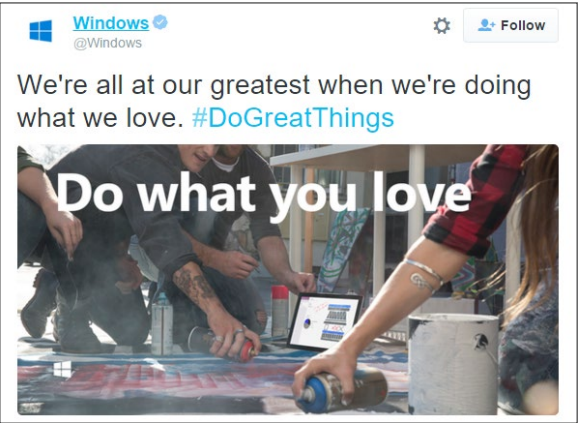 Windows
@Windows
Follow
We're all at our greatest when we're doing
what we love. #DoGreatThings
Do what you love